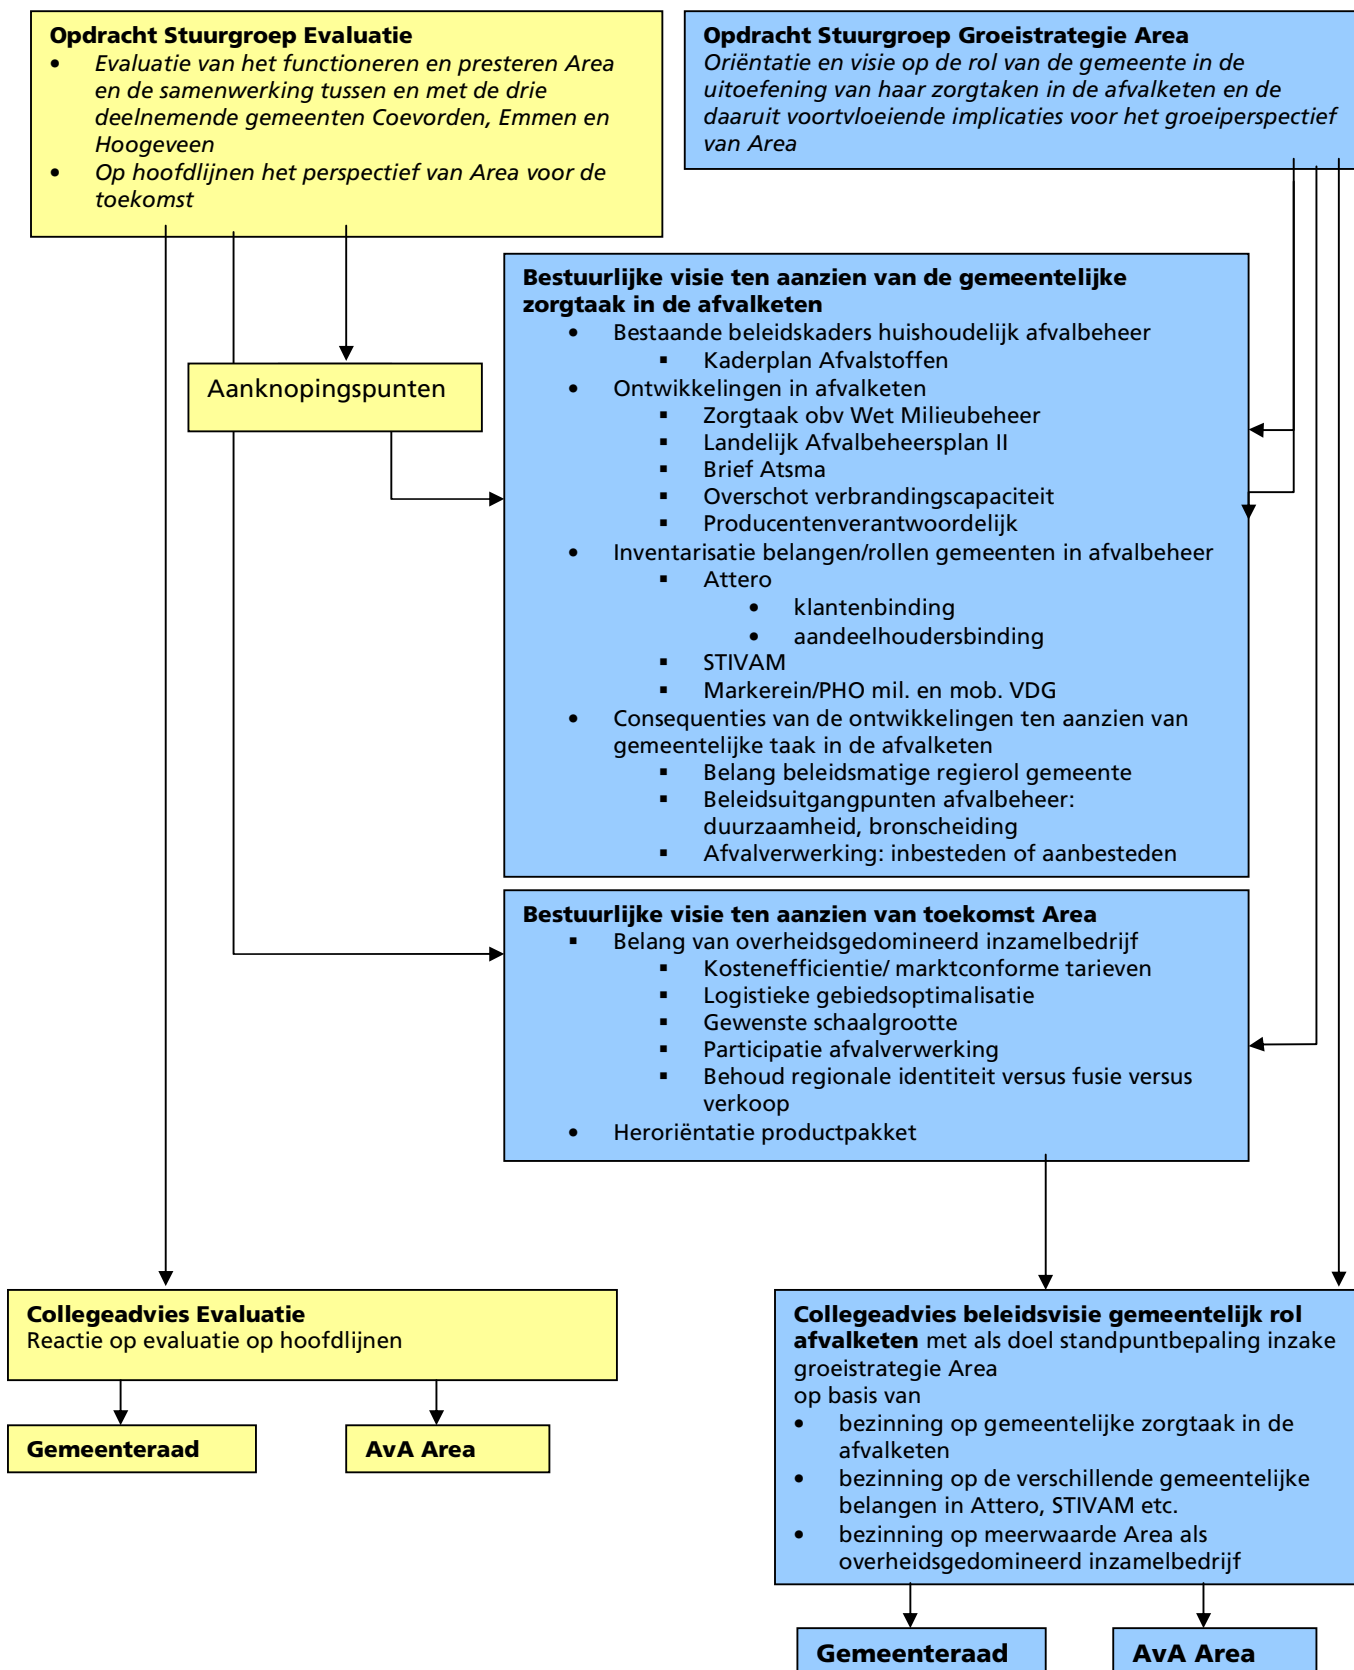 Opdracht Stuurgroep Evaluatie
• Evaluatie van het functioneren en presteren Area
en de samenwerking tussen en met de drie
deelnemende gemeenten Coevorden, Emmen en
Hoogeveen
• Op hoofdlijnen het perspectief van Area voor de
toekomst
Opdracht Stuurgroep Groeistrategie Area
Oriëntatie en visie op de rol van de gemeente in de
uitoefening van haar zorgtaken in de afvalketen en de
daaruit voortvloeiende implicaties voor het groeiperspectief
van Area
Aanknopingspunten
Bestuurlijke visie ten aanzien van de gemeentelijke
zorgtaak in de afvalketen
• Bestaande beleidskaders huishoudelijk afvalbeheer
▪ Kaderplan Afvalstoffen
• Ontwikkelingen in afvalketen
▪ Zorgtaak obv Wet Milieubeheer
▪ Landelijk Afvalbeheersplan II
▪ Brief Atsma
▪ Overschot verbrandingscapaciteit
▪ Producentenverantwoordelijk
• Inventarisatie belangen/rollen gemeenten in afvalbeheer
▪ Attero
• klantenbinding
• aandeelhoudersbinding
▪ STIVAM
▪ Markerein/PHO mil. en mob. VDG
• Consequenties van de ontwikkelingen ten aanzien van
gemeentelijke taak in de afvalketen
▪ Belang beleidsmatige regierol gemeente
▪ Beleidsuitgangpunten afvalbeheer:
duurzaamheid, bronscheiding
▪ Afvalverwerking: inbesteden of aanbesteden
Bestuurlijke visie ten aanzien van toekomst Area
▪ Belang van overheidsgedomineerd inzamelbedrijf
▪ Kostenefficientie/ marktconforme tarieven
▪ Logistieke gebiedsoptimalisatie
▪ Gewenste schaalgrootte
▪ Participatie afvalverwerking
▪ Behoud regionale identiteit versus fusie versus
verkoop
• Heroriëntatie productpakket
Collegeadvies Evaluatie
Reactie op evaluatie op hoofdlijnen
Gemeenteraad
AvA Area
Collegeadvies beleidsvisie gemeentelijk rol
afvalketen met als doel standpuntbepaling inzake
groeistrategie Area
op basis van
• bezinning op gemeentelijke zorgtaak in de
afvalketen
• bezinning op de verschillende gemeentelijke
belangen in Attero, STIVAM etc.
• bezinning op meerwaarde Area als
overheidsgedomineerd inzamelbedrijf
Gemeenteraad
AvA Area